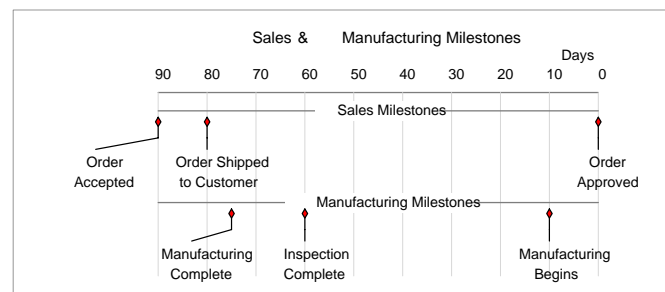 Sales & Manufacturing Milestones
Days
90 80 70 60 50 40 30 20 10 0
Sales Milestones
Order Accepted
Order Shipped
to Customer
Order
Approved
Manufacturing Milestones
Manufacturing
Complete
Inspection
Complete
Manufacturing
Begins